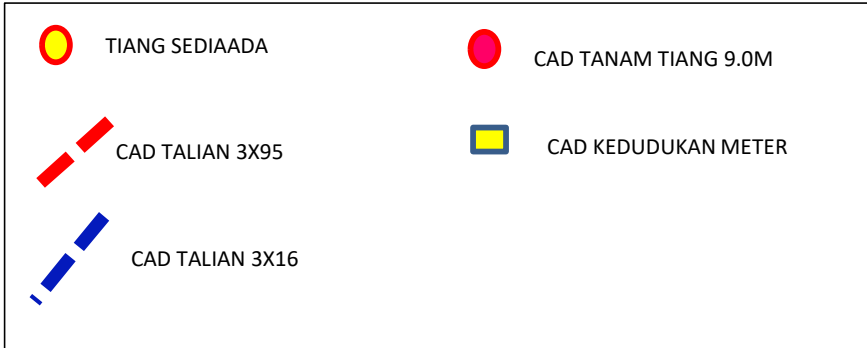 TIANG SEDIAADA
CAD TANAM TIANG 9.0M
CAD TALIAN 3X95
CAD KEDUDUKAN METER
CAD TALIAN 3X16